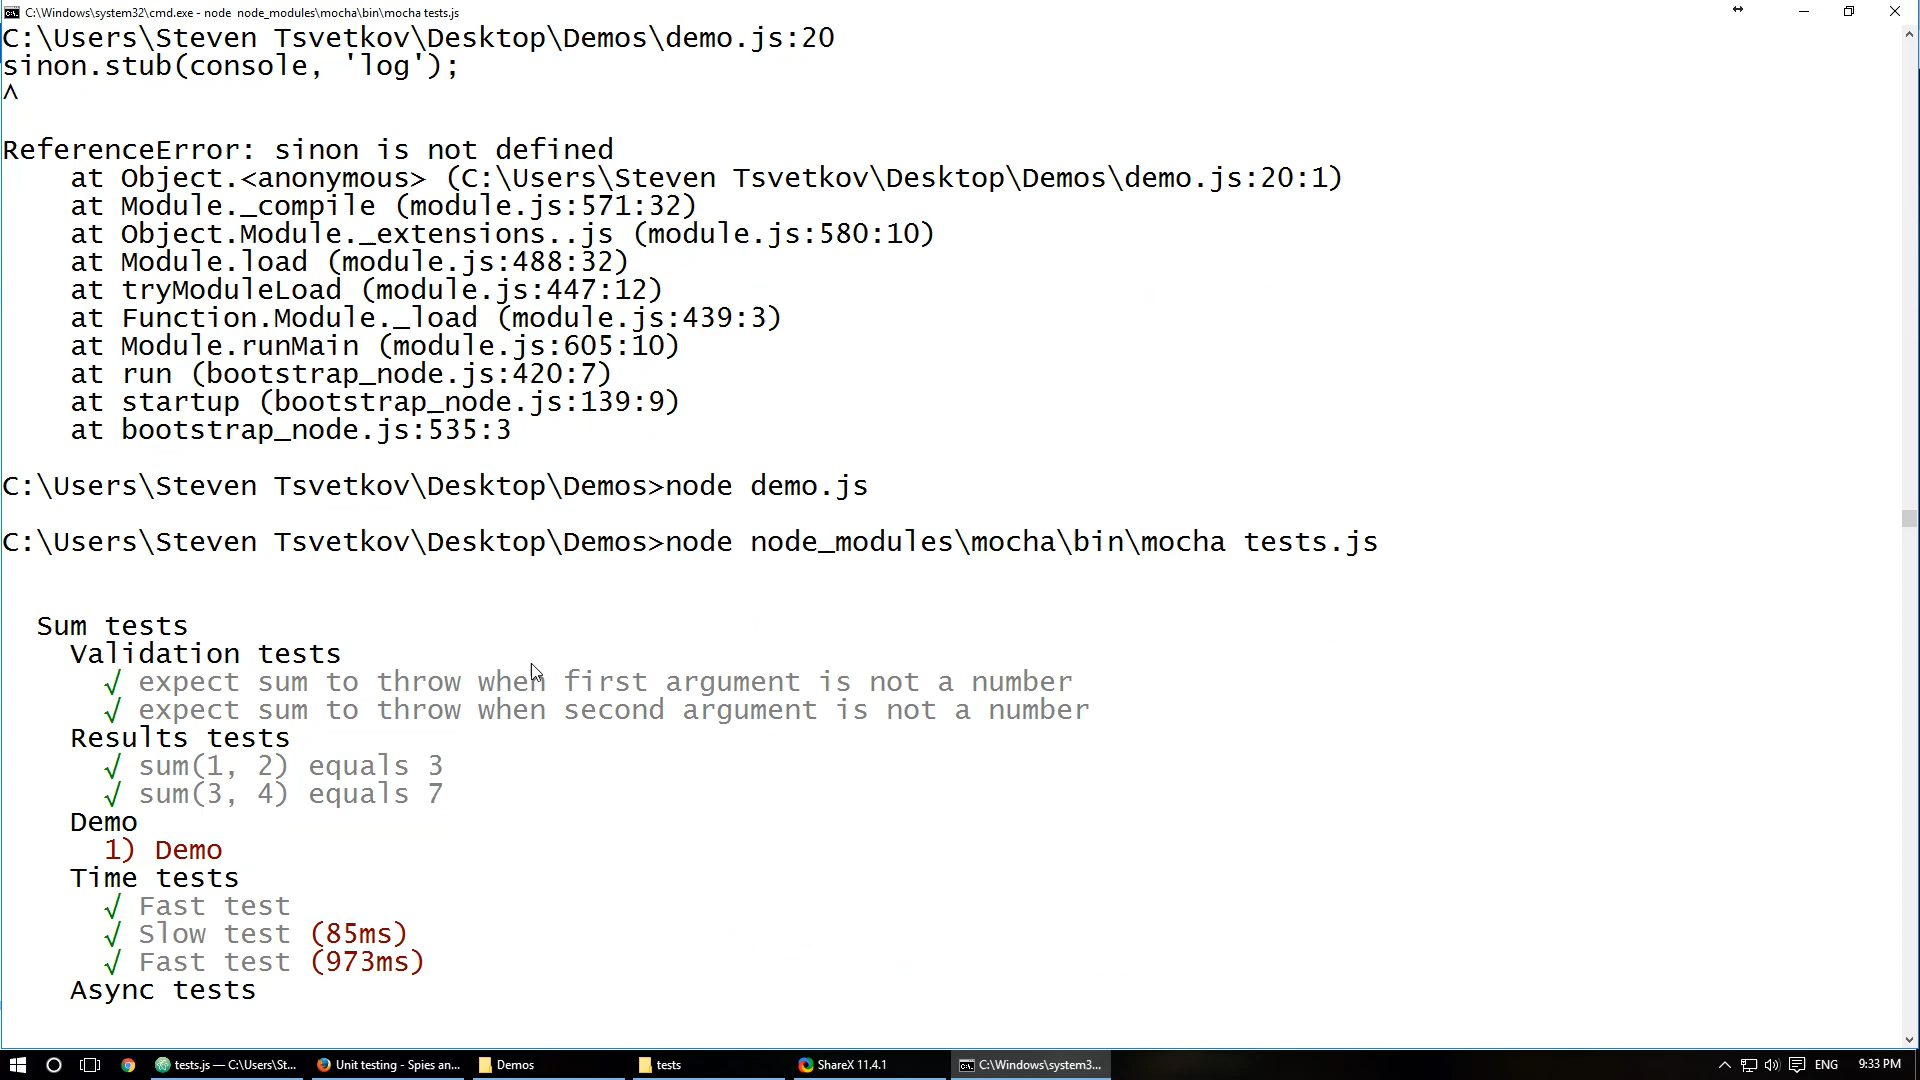 C:\Windows\system32\cmd.exe - node  node_modules\mocha\bin\mocha tests.js
C:\Users\Steven Tsvetkov\Desktop\Demos\demo.js:20
sinon.stub(console, 'log');
^
ReferenceError: sinon is not defined
    at Object.<anonymous> (C:\Users\Steven Tsvetkov\Desktop\Demos\demo.js:20:1)
    at Module._compile (module.js:571:32)
    at Object.Module._extensions..js (module.js:580:10)
    at Module.load (module.js:488:32)
    at tryModuleLoad (module.js:447:12)
    at Function.Module._load (module.js:439:3)
    at Module.runMain (module.js:605:10)
    at run (bootstrap_node.js:420:7)
    at startup (bootstrap_node.js:139:9)
    at bootstrap_node.js:535:3
C:\Users\Steven Tsvetkov\Desktop\Demos>node demo.js
C:\Users\Steven Tsvetkov\Desktop\Demos>node node_modules\mocha\bin\mocha tests.js
  Sum tests
    Validation tests
      √ expect sum to throw when first argument is not a number
      √ expect sum to throw when second argument is not a number
    Results tests
      √ sum(1, 2) equals 3
      √ sum(3, 4) equals 7
    Demo
      1) Demo
    Time tests
      √ Fast test
      √ Slow test (85ms)
      √ Fast test (973ms)
    Async tests
tests.js — C:\Users\St... Unit testing - Spies an... Demos tests ShareX 11.4.1 C:\Windows\system3... ENG 9:33 PM